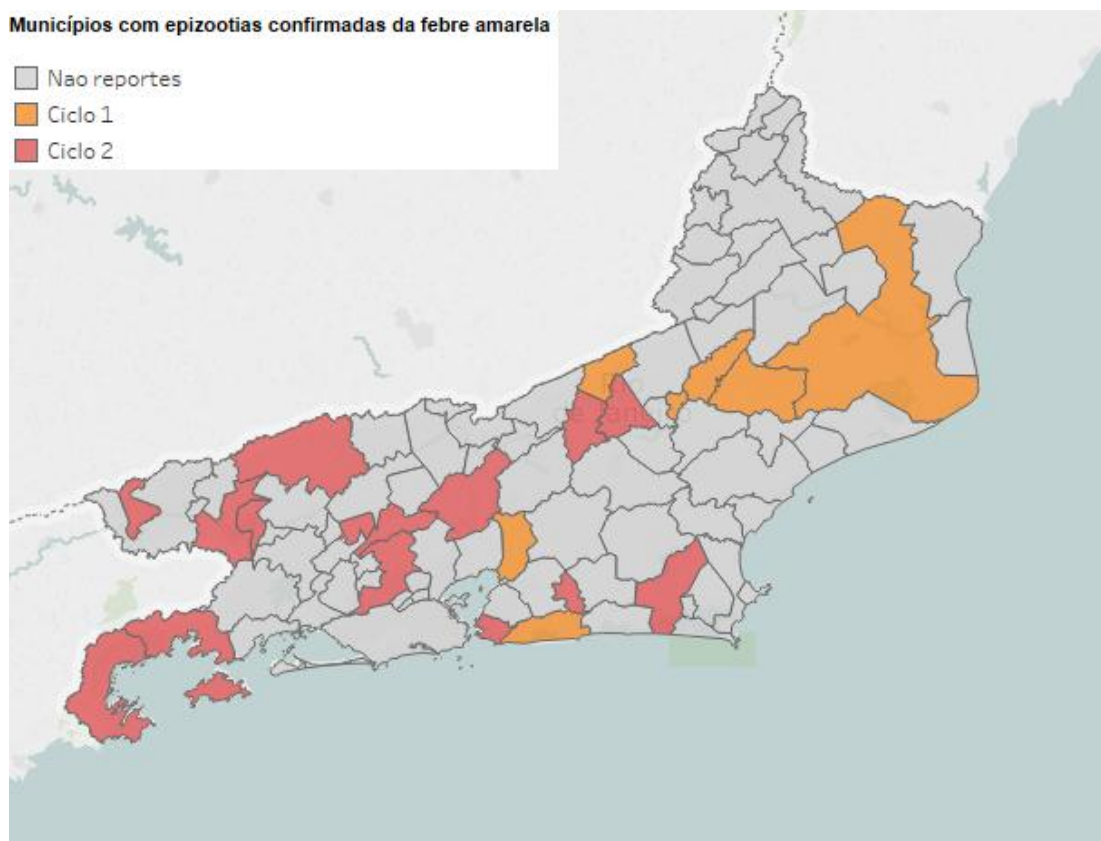 Municípios com epizootias confirmadas da febre amarela
Nao reportes
Ciclo 1
Ciclo 2